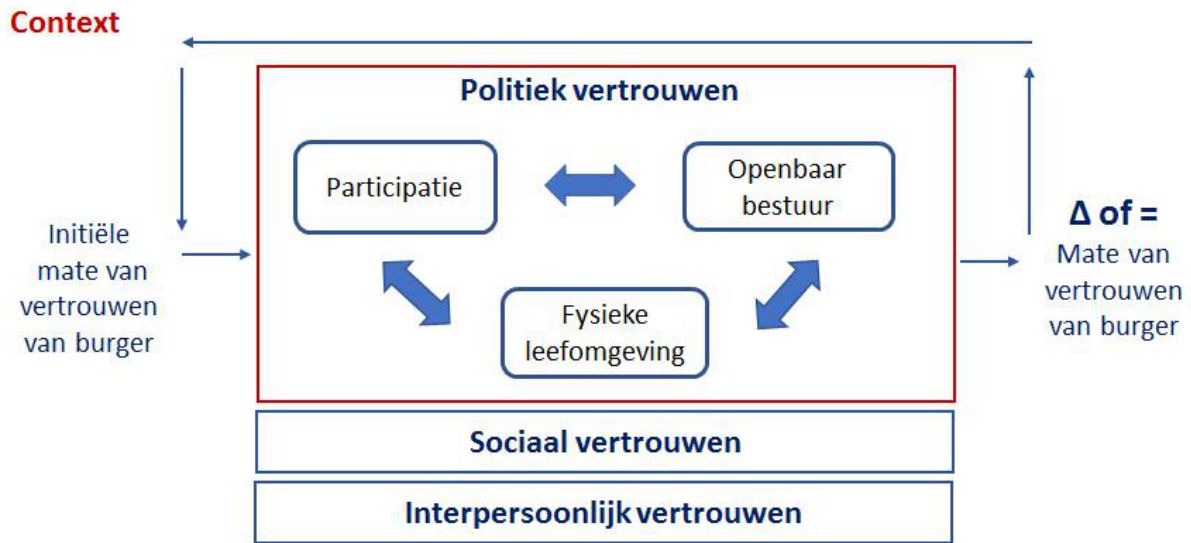 Context
Politiek vertrouwen
Participatie
Openbaar
bestuur
Fysieke
leefomgeving
Initiële
mate van
vertrouwen
van burger
Δ of =
Mate van
vertrouwen
van burger
Sociaal vertrouwen
Interpersoonlijk vertrouwen